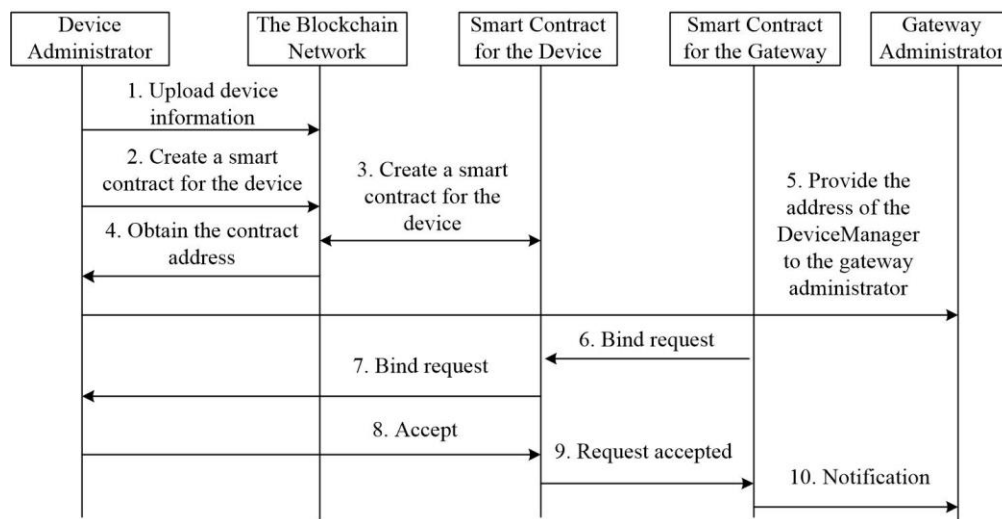 Device
Administrator
The Blockchain
Network
Smart Contract
for the Device
Smart Contract
for the Gateway
Gateway
Administrator
1. Upload device
information
2. Create a smart
contract for the device
3. Create a smart
contract for the
device
4. Obtain the contract
address
5. Provide the
address of the
DeviceManager
to the gateway
administrator
6. Bind request
7. Bind request
8. Accept
9. Request accepted
10. Notification